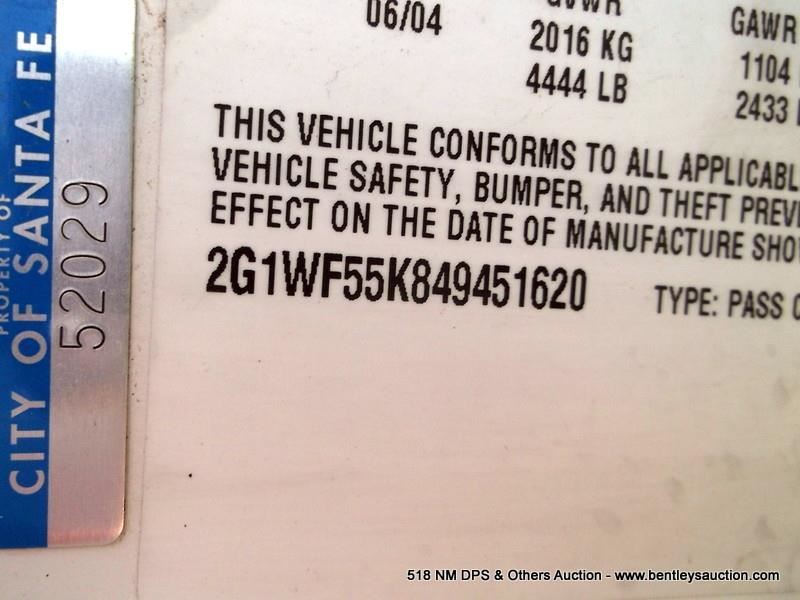 PROPERTY OF
CITY OF SANTA FE
52029
06/04
GVWR
2016 KG
4444 LB
GAWR
1104
2433
THIS VEHICLE CONFORMS TO ALL APPLICABL
VEHICLE SAFETY, BUMPER, AND THEFT PREVE
EFFECT ON THE DATE OF MANUFACTURE SHO
2G1WF55K849451620
TYPE: PASS C
518 NM DPS & Others Auction - www.bentleysauction.com